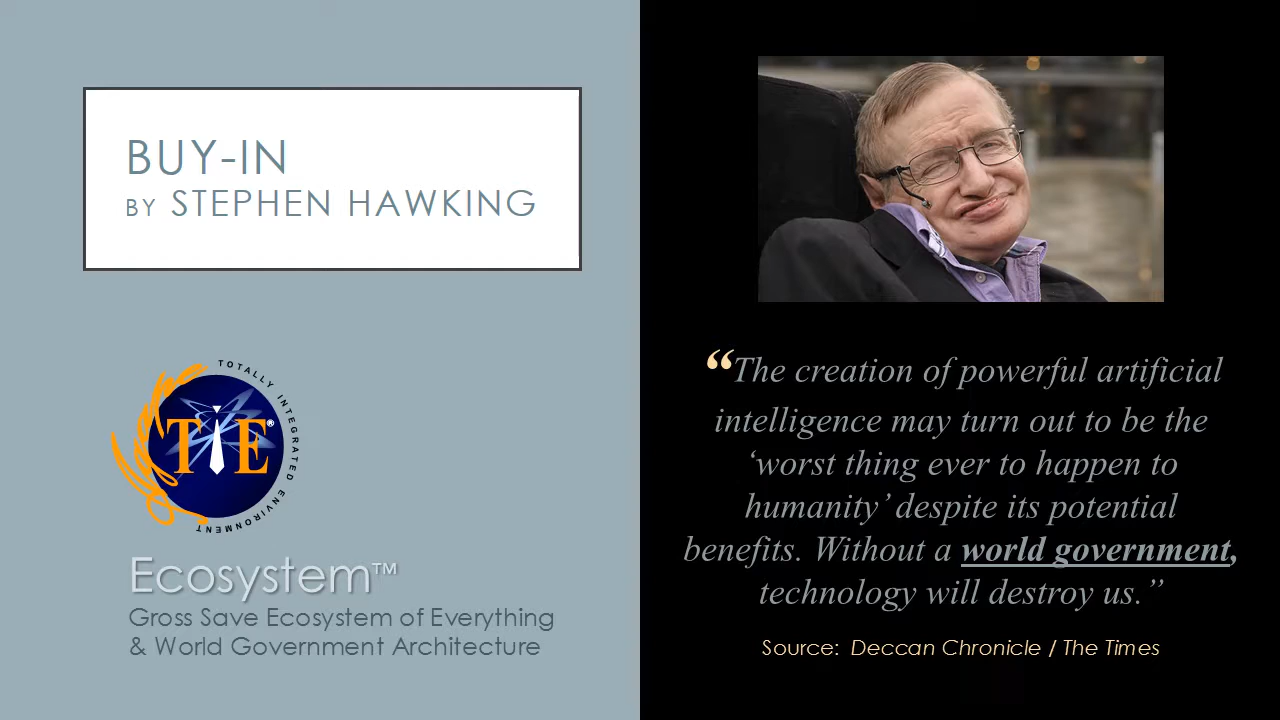 BUY-IN
BY STEPHEN HAWKING
TOTALLY INTEGRATED ENVIRONMENT
TIE®
Ecosystem™
Gross Save Ecosystem of Everything
& World Government Architecture
“The creation of powerful artificial
intelligence may turn out to be the
‘worst thing ever to happen to
humanity’ despite its potential
benefits. Without a world government,
technology will destroy us.”
Source: Deccan Chronicle / The Times